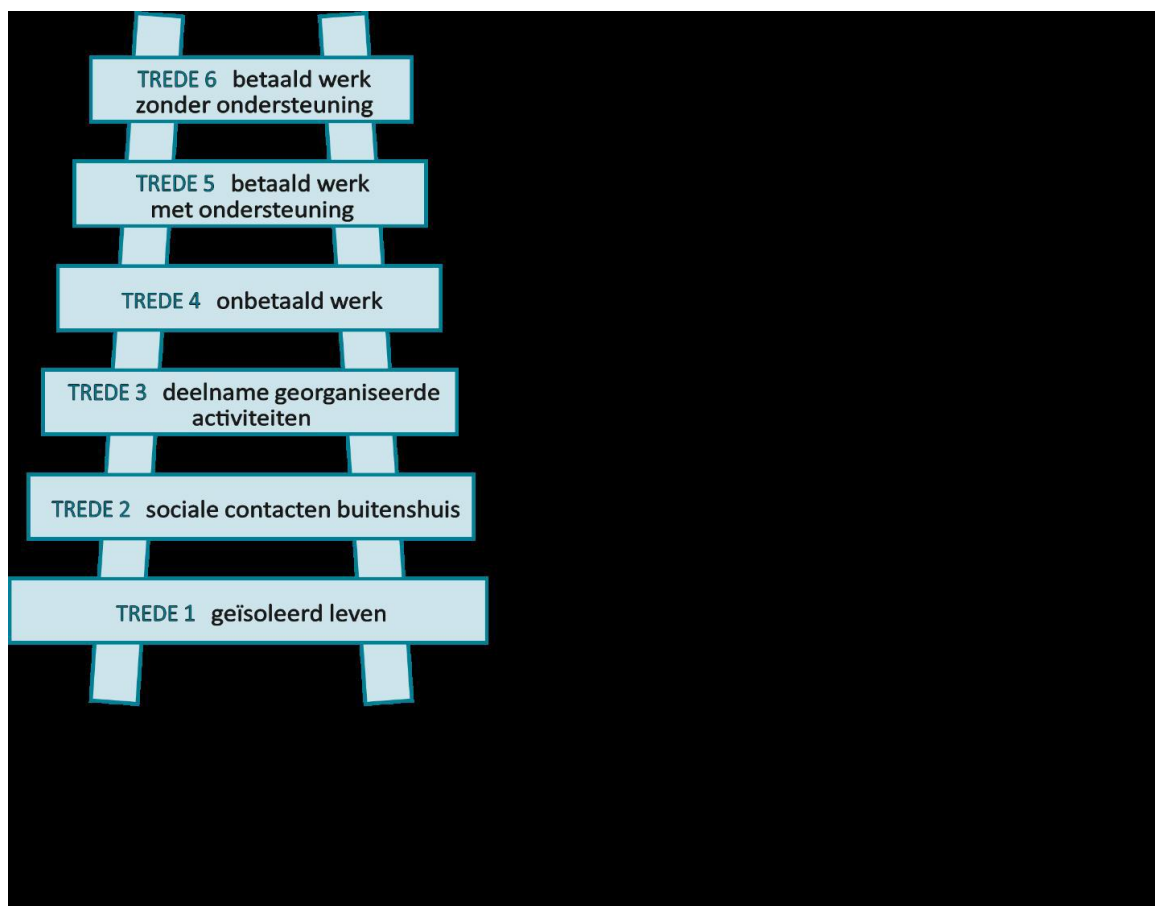 TREDE 6 betaald werk
zonder ondersteuning
TREDE 5 betaald werk
met ondersteuning
TREDE 4 onbetaald werk
TREDE 3 deelname georganiseerde
activiteiten
TREDE 2 sociale contacten buitenshuis
TREDE 1 geïsoleerd leven